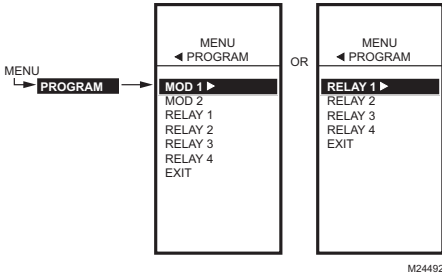 MENU
PROGRAM
MENU
◄ PROGRAM
MOD 1 ►
MOD 2
RELAY 1
RELAY 2
RELAY 3
RELAY 4
EXIT
OR
MENU
◄ PROGRAM
RELAY 1 ►
RELAY 2
RELAY 3
RELAY 4
EXIT
M24492